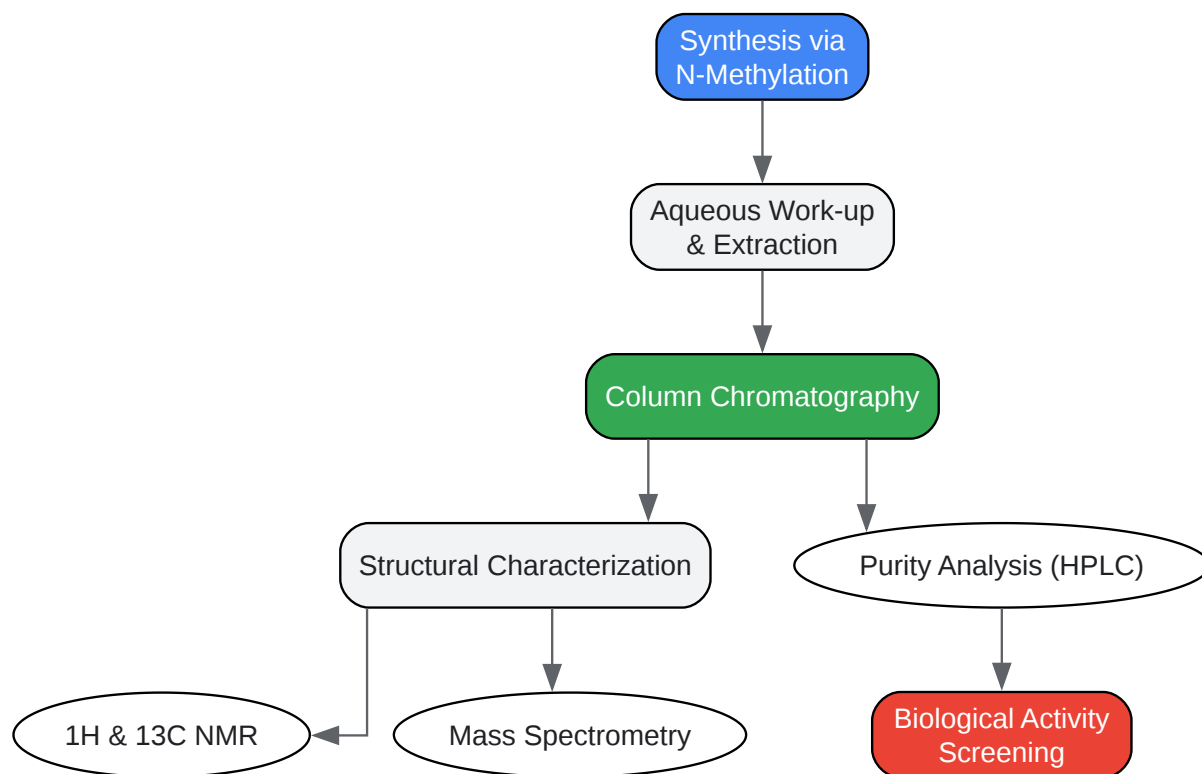 Synthesis via
N-Methylation
Aqueous Work-up
& Extraction
Column Chromatography
Structural Characterization
Purity Analysis (HPLC)
1H & 13C NMR
Mass Spectrometry
Biological Activity
Screening